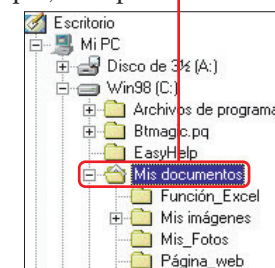 Escritorio
Mi PC
Disco de 3½ (A:)
Win98 (C:)
Archivos de programa
Btmagic.pq
EasyHelp
Mis documentos
Función_Excel
Mis imágenes
Mis_Fotos
Página_web